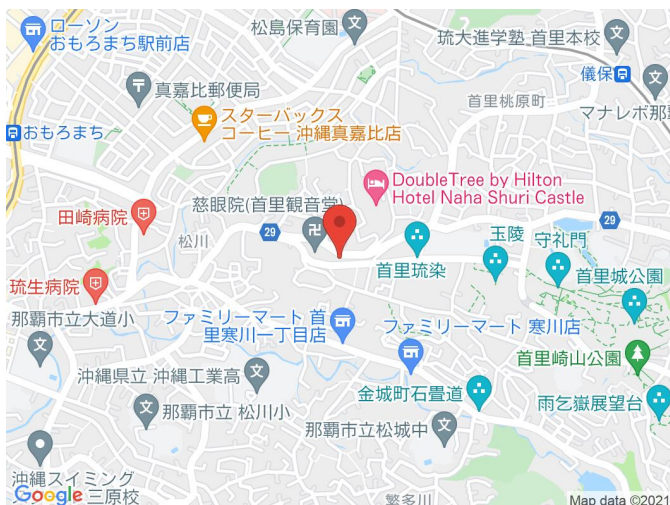 ローソン
おもろまち駅前店
松島保育園
琉大進学塾 首里本校
真嘉比郵便局
儀保
首里桃原町
マナレボ那覇
スターバックス
コーヒー 沖縄真嘉比店
おもろまち
DoubleTree by Hilton
Hotel Naha Shuri Castle
慈眼院(首里観音堂)
田崎病院
松川
29
29
首里琉染
玉陵
守礼門
首里城公園
琉生病院
那覇市立大道小
ファミリーマート 首
里寒川一丁目店
ファミリーマート 寒川店
首里崎山公園
沖縄県立 沖縄工業高
那覇市立 松川小
金城町石畳道
雨乞嶽展望台
那覇市立松城中
沖縄スイミング
三原校
繁多川
Google
Map data ©2021